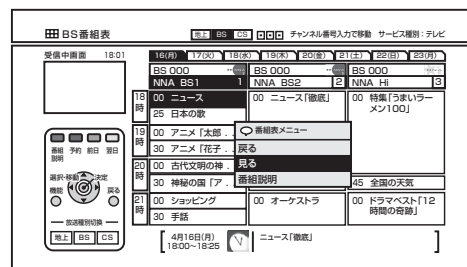 BS番組表
地上 BS CS チャンネル番号入力で移動 サービス種別：テレビ
受信中画面 18:01
16(月) 17(火) 18(水) 19(木) 20(金) 21(土) 22(日) 23(月)
BS 000 BS 000 BS 000
NNA BS1 1 NNA BS2 2 NNA Hi 3
18時
00 ニュース
25 日本の歌
00 ニュース「徹底」
00 特集「うまいラーメン100」
19時
00 アニメ「太郎 . .
30 アニメ「花子 . .
20時
00 古代文明の神 .
30 神秘の国「ア .
45 全国の天気
21時
00 ショッピング
30 手話
00 オーケストラ
00 ドラマベスト「12時間の奇跡」
番組表メニュー
戻る
見る
番組説明
番組説明 予約 前日 翌日
選択・移動 決定
機能 戻る
放送種別切換
地上 BS CS
4月16日(月)
18:00~18:25
ニュース「徹底」